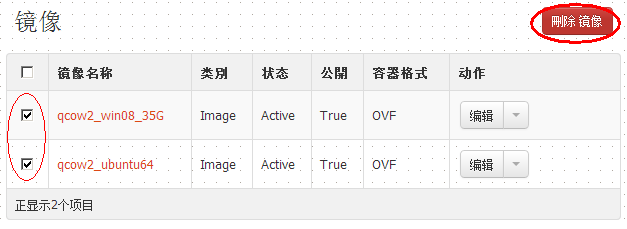 镜像
刪除 镜像
镜像名称 类别 状态 公開 容器格式 动作
qcow2_win08_35G Image Active True OVF 编辑
qcow2_ubuntu64 Image Active True OVF 编辑
正显示2个项目